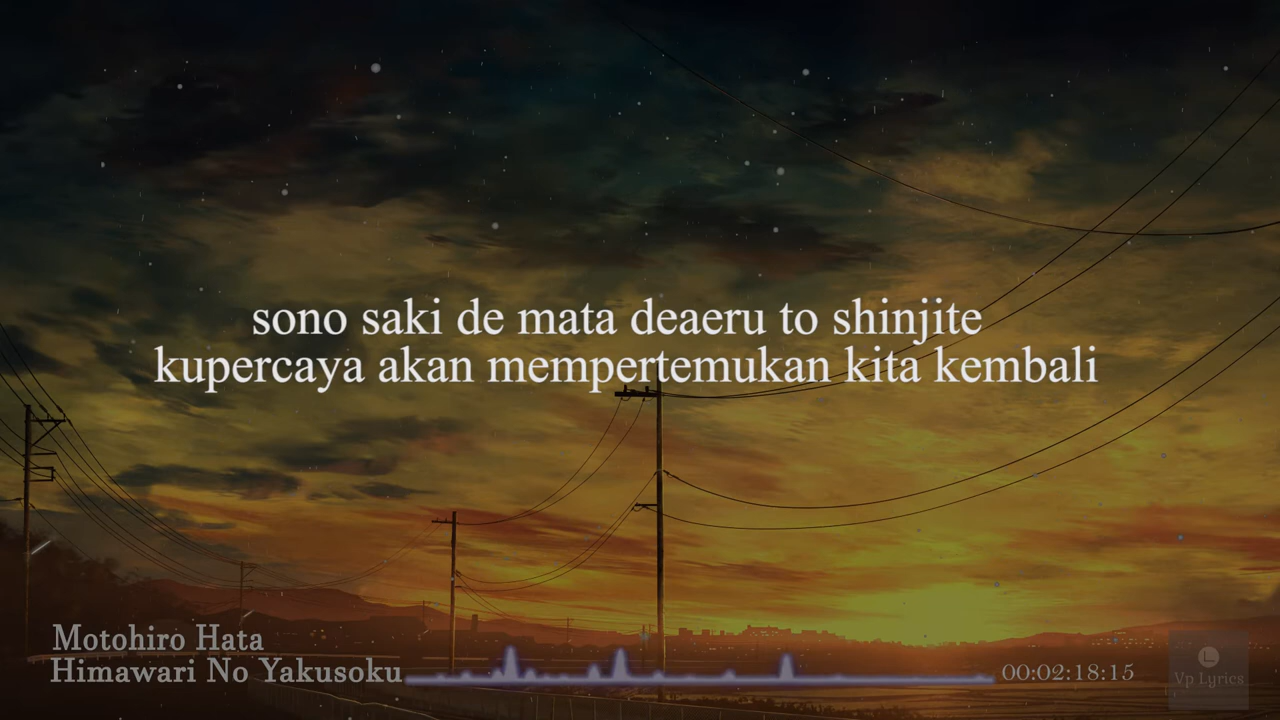 sono saki de mata deaeru to shinjite
kupercaya akan mempertemukan kita kembali
Motohiro Hata
Himawari No Yakusoku
00:02:18:15
L
Vp Lyrics